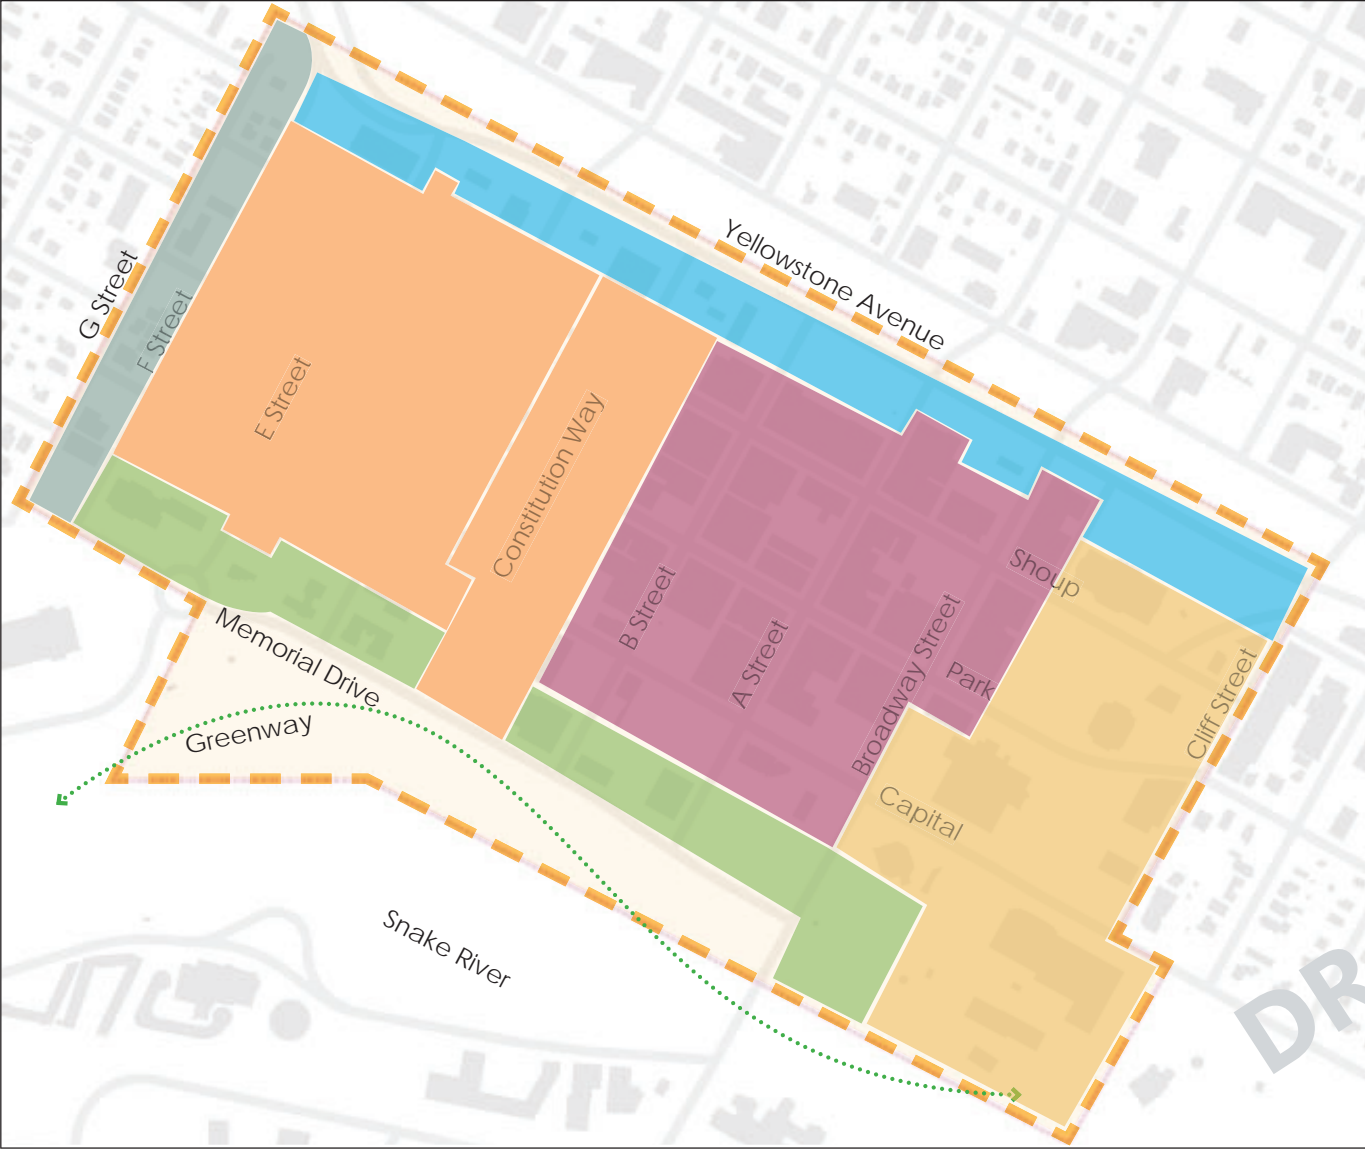 Yellowstone Avenue
G Street
F Street
E Street
Constitution Way
Shoup
B Street
A Street
Broadway Street
Park
Cliff Street
Memorial Drive
Greenway
Capital
Snake River
DR